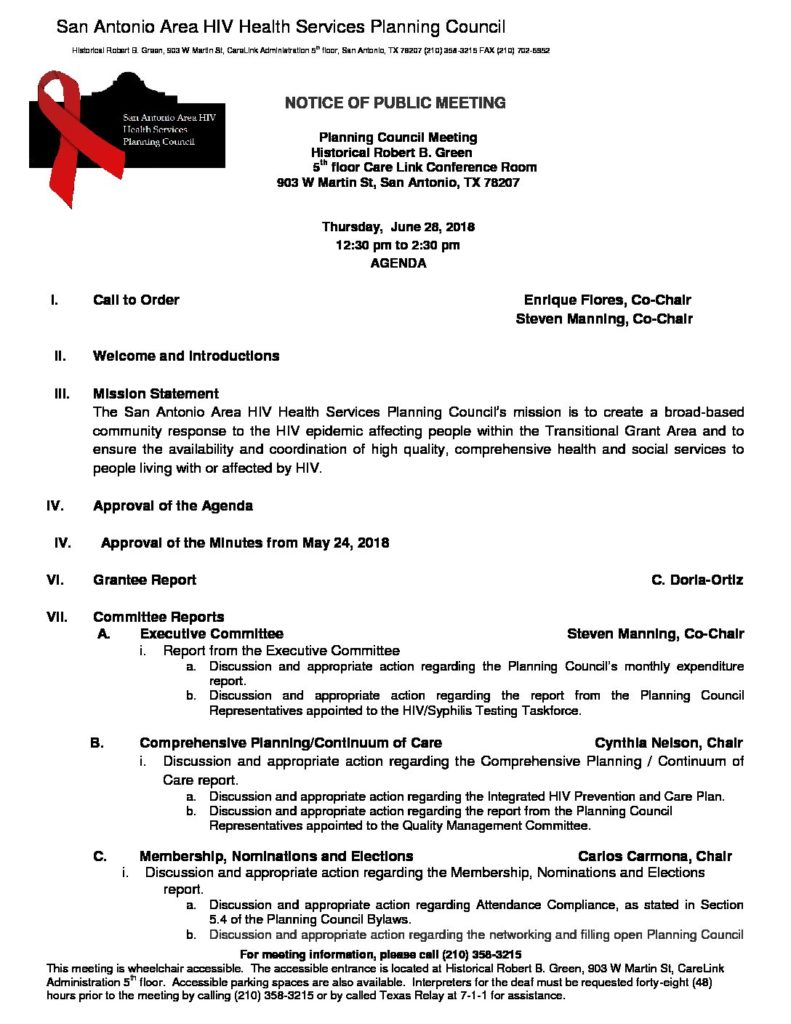 San Antonio Area HIV Health Services Planning Council
Historical Robert B. Green, 903 W Martin St, CareLink Administration 5th floor, San Antonio, TX 78207 (210) 358-3215 FAX (210) 702-6952
San Antonio Area HIV
Health Services
Planning Council
NOTICE OF PUBLIC MEETING
Planning Council Meeting
Historical Robert B. Green
5th floor Care Link Conference Room
903 W Martin St, San Antonio, TX 78207
Thursday, June 28, 2018
12:30 pm to 2:30 pm
AGENDA
I. Call to Order Enrique Flores, Co-Chair
Steven Manning, Co-Chair
II. Welcome and Introductions
III. Mission Statement
The San Antonio Area HIV Health Services Planning Council's mission is to create a broad-based
community response to the HIV epidemic affecting people within the Transitional Grant Area and to
ensure the availability and coordination of high quality, comprehensive health and social services to
people living with or affected by HIV.
IV. Approval of the Agenda
IV. Approval of the Minutes from May 24, 2018
VI. Grantee Report C. Doria-Ortiz
VII. Committee Reports
A. Executive Committee Steven Manning, Co-Chair
i. Report from the Executive Committee
a. Discussion and appropriate action regarding the Planning Council's monthly expenditure
report.
b. Discussion and appropriate action regarding the report from the Planning Council
Representatives appointed to the HIV/Syphilis Testing Taskforce.
B. Comprehensive Planning/Continuum of Care Cynthia Nelson, Chair
i. Discussion and appropriate action regarding the Comprehensive Planning / Continuum of
Care report.
a. Discussion and appropriate action regarding the Integrated HIV Prevention and Care Plan.
b. Discussion and appropriate action regarding the report from the Planning Council
Representatives appointed to the Quality Management Committee.
C. Membership, Nominations and Elections Carlos Carmona, Chair
i. Discussion and appropriate action regarding the Membership, Nominations and Elections
report.
a. Discussion and appropriate action regarding Attendance Compliance, as stated in Section
5.4 of the Planning Council Bylaws.
b. Discussion and appropriate action regarding the networking and filling open Planning Council
For meeting information, please call (210) 358-3215
This meeting is wheelchair accessible. The accessible entrance is located at Historical Robert B. Green, 903 W Martin St, CareLink
Administration 5th floor. Accessible parking spaces are also available. Interpreters for the deaf must be requested forty-eight (48)
hours prior to the meeting by calling (210) 358-3215 or by called Texas Relay at 7-1-1 for assistance.